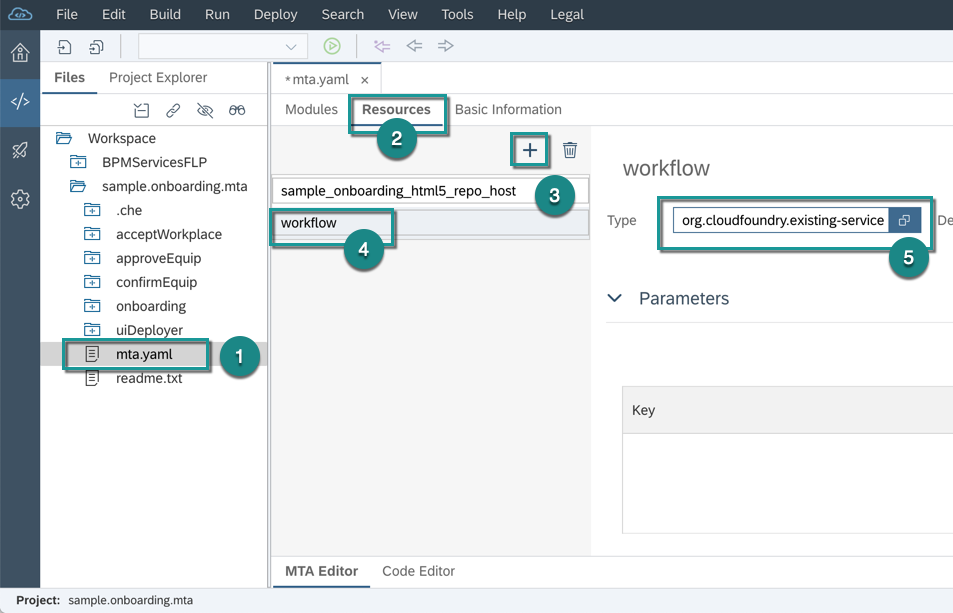 File Edit Build Run Deploy Search View Tools Help Legal
Files Project Explorer
*mta.yaml ×
Modules Resources Basic Information
2
Workspace
BPMServicesFLP
sample.onboarding.mta
.che
acceptWorkplace
approveEquip
confirmEquip
onboarding
uiDeployer
mta.yaml
1
readme.txt
+
3
sample_onboarding_html5_repo_host
workflow
4
workflow
Type org.cloudfoundry.existing-service De
5
Parameters
Key
MTA Editor Code Editor
Project: sample.onboarding.mta